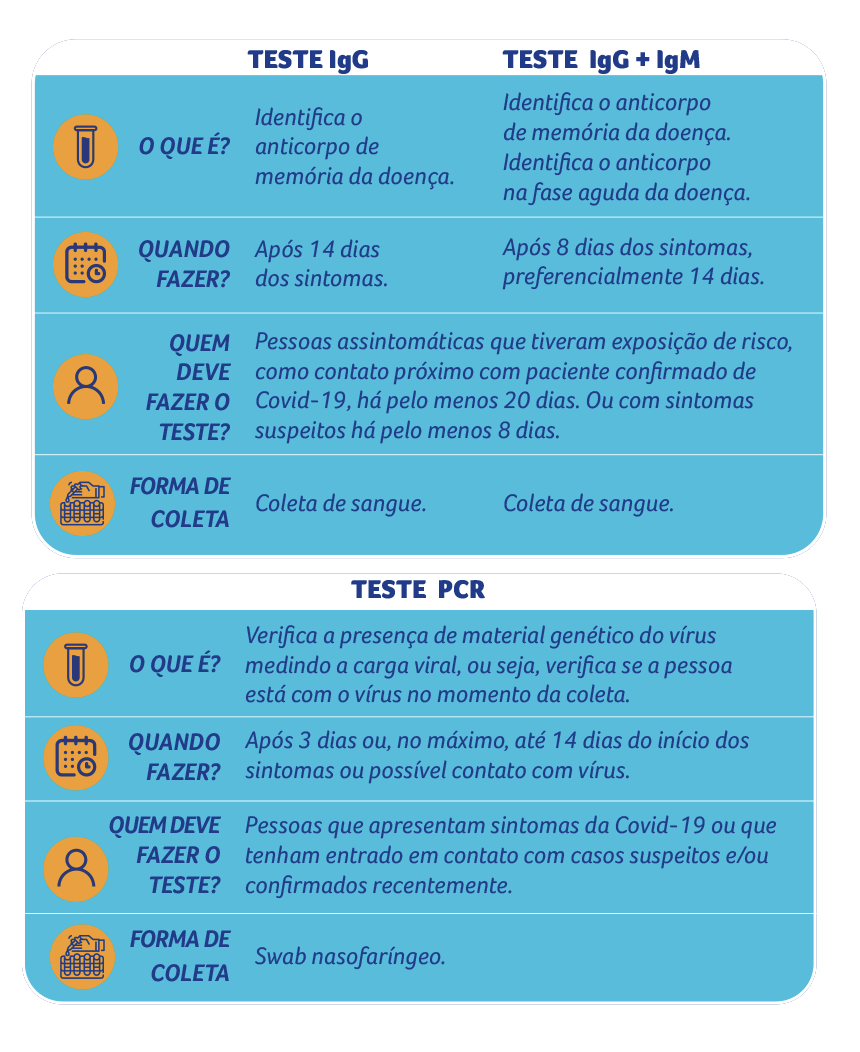 TESTE IgG
TESTE IgG + IgM
O QUE É?
Identifica o
anticorpo de
memória da doença.
Identifica o anticorpo
de memória da doença.
Identifica o anticorpo
na fase aguda da doença.
QUANDO
FAZER?
Após 14 dias
dos sintomas.
Após 8 dias dos sintomas,
preferencialmente 14 dias.
QUEM
DEVE
FAZER O
TESTE?
Pessoas assintomáticas que tiveram exposição de risco,
como contato próximo com paciente confirmado de
Covid-19, há pelo menos 20 dias. Ou com sintomas
suspeitos há pelo menos 8 dias.
FORMA DE
COLETA
Coleta de sangue.
Coleta de sangue.
TESTE PCR
O QUE É?
Verifica a presença de material genético do vírus
medindo a carga viral, ou seja, verifica se a pessoa
está com o vírus no momento da coleta.
QUANDO
FAZER?
Após 3 dias ou, no máximo, até 14 dias do início dos
sintomas ou possível contato com vírus.
QUEM DEVE
FAZER O
TESTE?
Pessoas que apresentam sintomas da Covid-19 ou que
tenham entrado em contato com casos suspeitos e/ou
confirmados recentemente.
FORMA DE
COLETA
Swab nasofaríngeo.